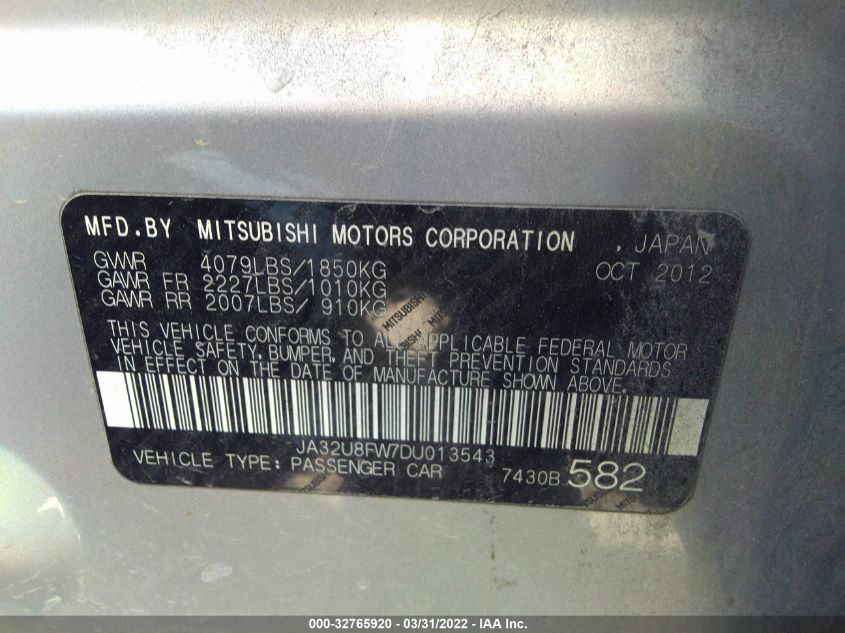 MFD.BY MITSUBISHI MOTORS CORPORATION , JAPAN
GVWR 4079LBS/1850KG OCT 2012
GAWR FR 2227LBS/1010KG
GAWR RR 2007LBS/ 910KG
MITSUBISHI
MITSUBISHI
THIS VEHICLE CONFORMS TO ALL APPLICABLE FEDERAL MOTOR
VEHICLE SAFETY, BUMPER, AND THEFT PREVENTION STANDARDS
IN EFFECT ON THE DATE OF MANUFACTURE SHOWN ABOVE.
JA32U8FW7DU013543
VEHICLE TYPE: PASSENGER CAR 7430B 582
000-32765920 - 03/31/2022 - IAA Inc.